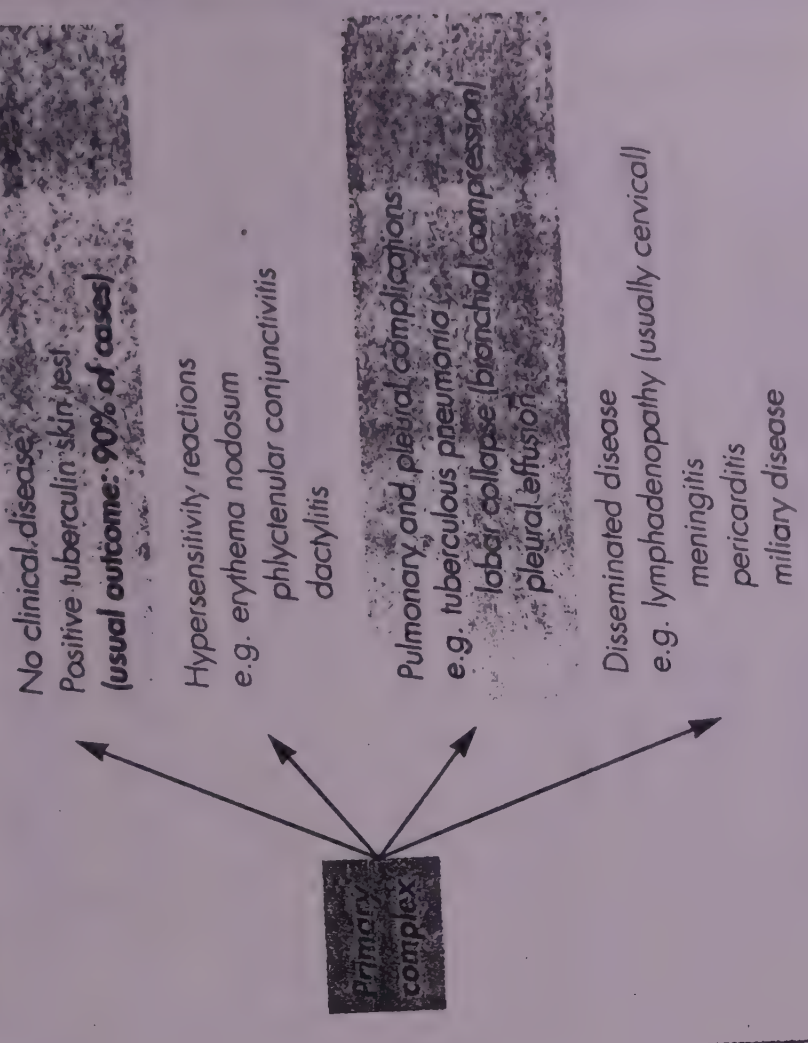 Primary
complex
No clinical disease
Positive tuberculin skin test
(usual outcome: 90% of cases)
Hypersensitivity reactions
e.g. erythema nodosum
phlyctenular conjunctivitis
dactylitis
Pulmonary and pleural complications
e.g. tuberculous pneumonia
lobar collapse (bronchial compression)
pleural effusion
Disseminated disease
e.g. lymphadenopathy (usually cervical)
meningitis
pericarditis
miliary disease